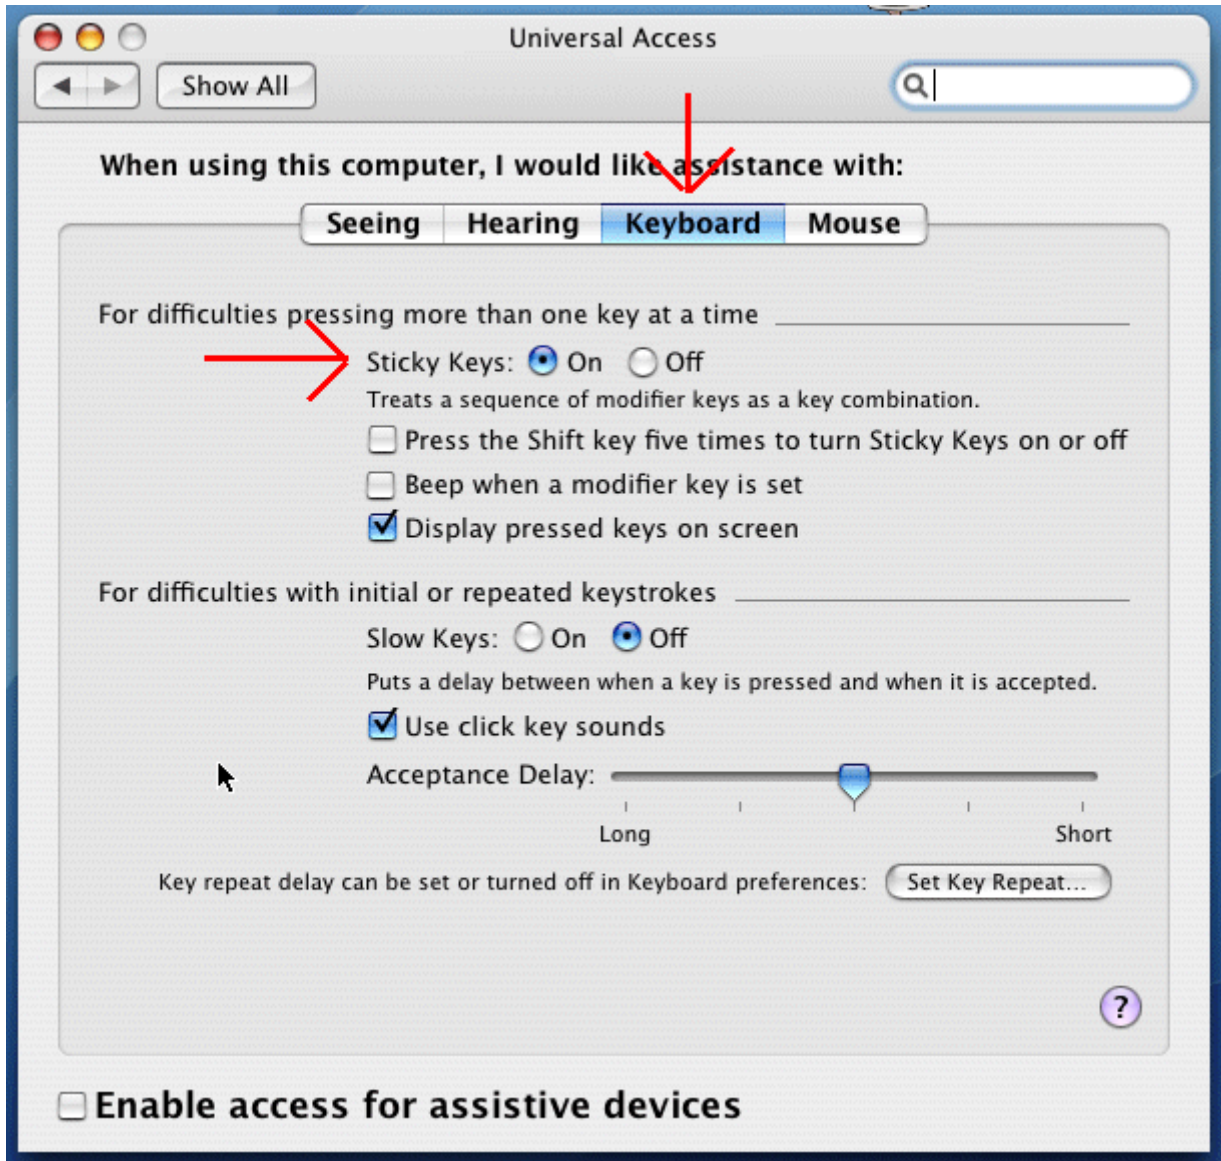 Universal Access
Show All
When using this computer, I would like assistance with:
Seeing Hearing Keyboard Mouse
For difficulties pressing more than one key at a time
Sticky Keys: On Off
Treats a sequence of modifier keys as a key combination.
Press the Shift key five times to turn Sticky Keys on or off
Beep when a modifier key is set
Display pressed keys on screen
For difficulties with initial or repeated keystrokes
Slow Keys: On Off
Puts a delay between when a key is pressed and when it is accepted.
Use click key sounds
Acceptance Delay:
Long Short
Key repeat delay can be set or turned off in Keyboard preferences: Set Key Repeat...
?
Enable access for assistive devices